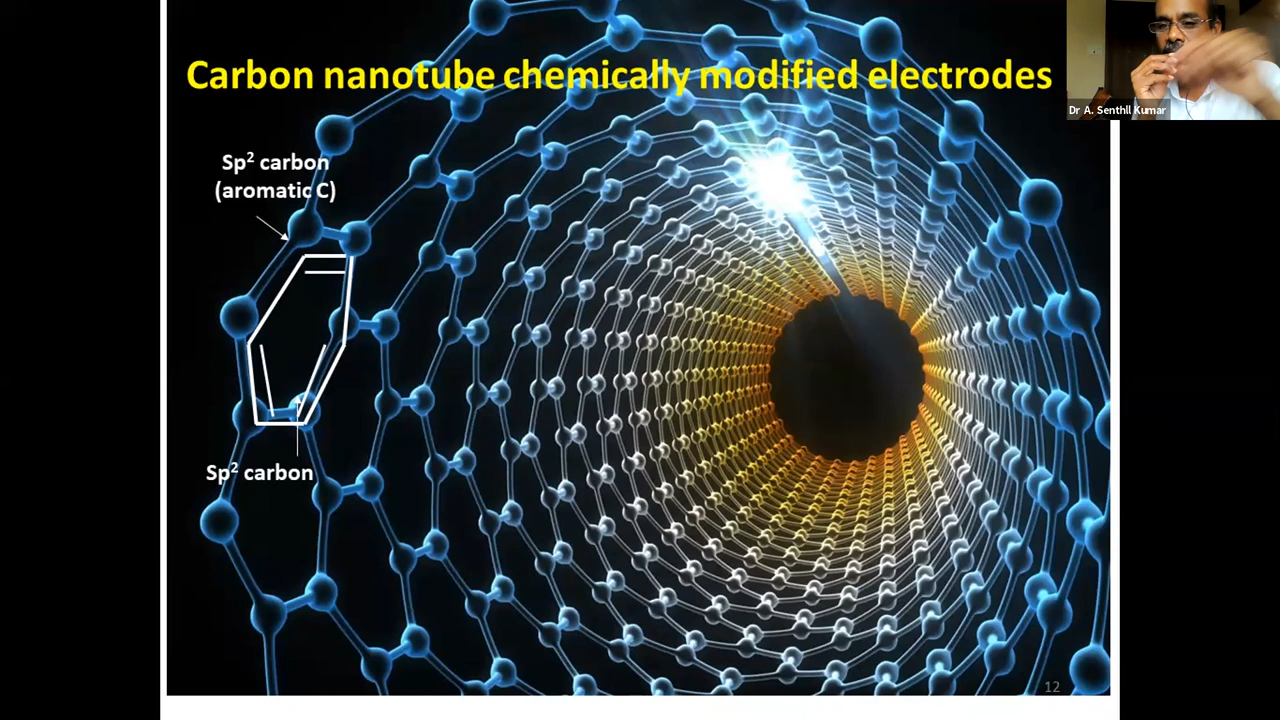 Carbon nanotube chemically modified electrodes
Dr A. Senthil Kumar
Sp² carbon
(aromatic C)
Sp² carbon
12